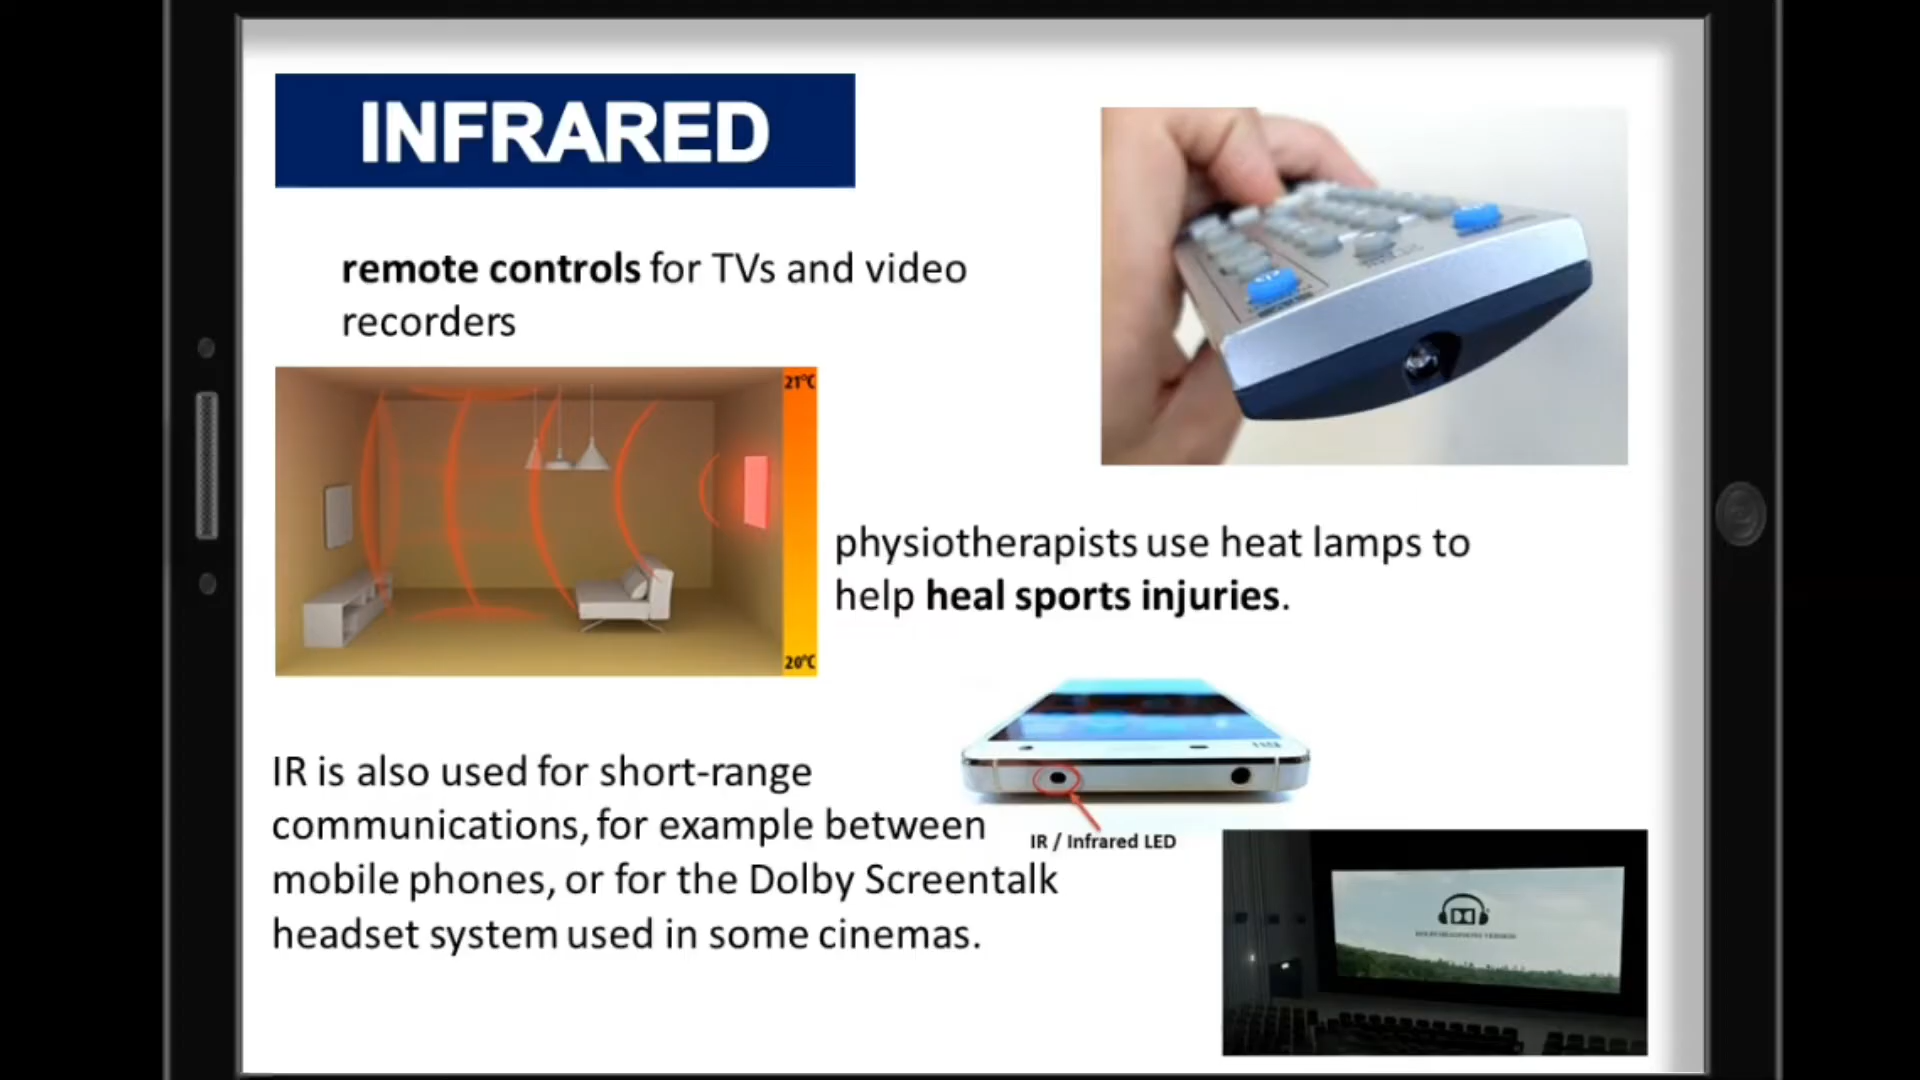 INFRARED
remote controls for TVs and video
recorders
21°C
20°C
physiotherapists use heat lamps to
help heal sports injuries.
IR is also used for short-range
communications, for example between
mobile phones, or for the Dolby Screentalk
headset system used in some cinemas.
IR / Infrared LED